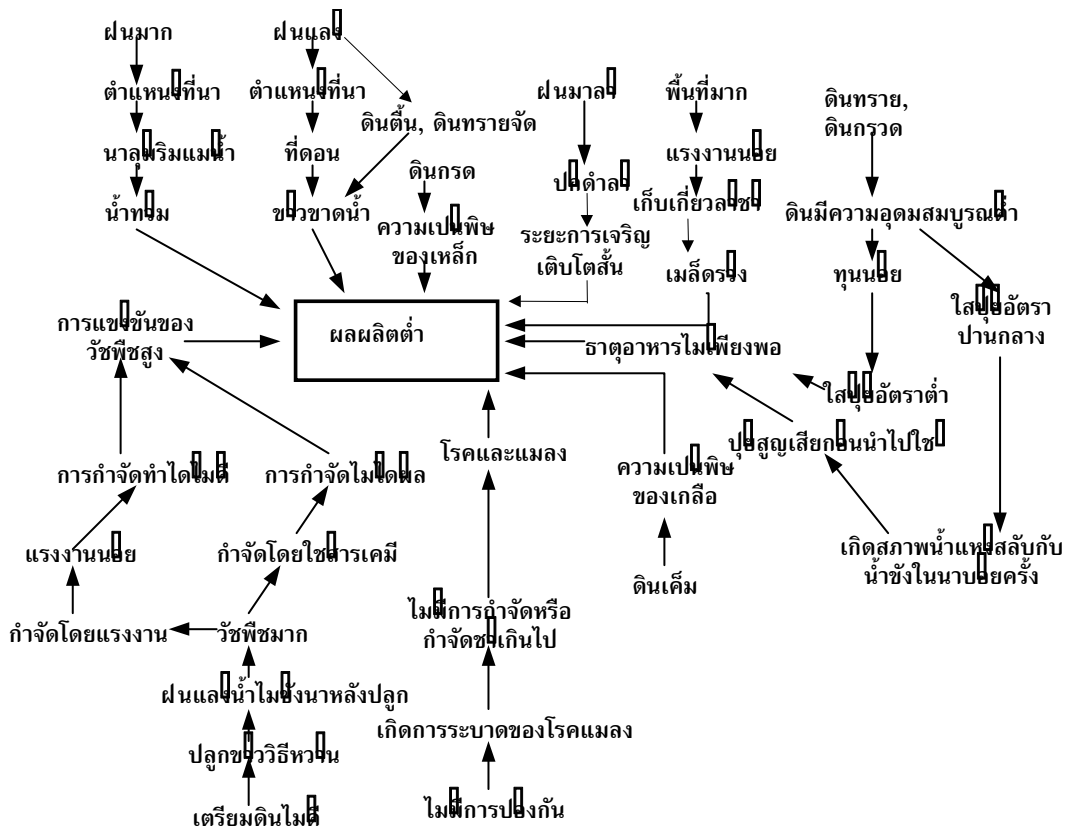 ฝนมาก
ฝนแลง
ตำแหนงที่นา
ตำแหนงที่นา
ฝนมาลา
พื้นที่มาก
ดินทราย,
ดินกรวด
ดินตื้น, ดินทรายจัด
นาลุมริมแมน้ำ
ที่ดอน
แรงงานนอย
ดินกรด
ปกดำลา
เก็บเกี่ยวลาชา
น้ำทวม
ขาวขาดน้ำ
ความเปนพิษ
ของเหล็ก
ระยะการเจริญ
เติบโตสั้น
ดินมีความอุดมสมบูรณต่ำ
เมล็ดรวง
ทุนนอย
ใสปุยอัตรา
ปานกลาง
การแขงขันของ
วัชพืชสูง
ผลผลิตต่ำ
ธาตุอาหารไมเพียงพอ
ใสปุยอัตราต่ำ
โรคและแมลง
ปุยสูญเสียกอนนำไปใช
การกำจัดทำไดไมดี
การกำจัดไมไดผล
ความเปนพิษ
ของเกลือ
แรงงานนอย
กำจัดโดยใชสารเคมี
เกิดสภาพน้ำแหงสลับกับ
น้ำขังในนาบอยครั้ง
ดินเค็ม
ไมมีการกำจัดหรือ
กำจัดชาเกินไป
กำจัดโดยแรงงาน
วัชพืชมาก
ฝนแลงน้ำไมขังนาหลังปลูก
เกิดการระบาดของโรคแมลง
ปลูกขาววิธีหวาน
เตรียมดินไมดี
ไมมีการปองกัน